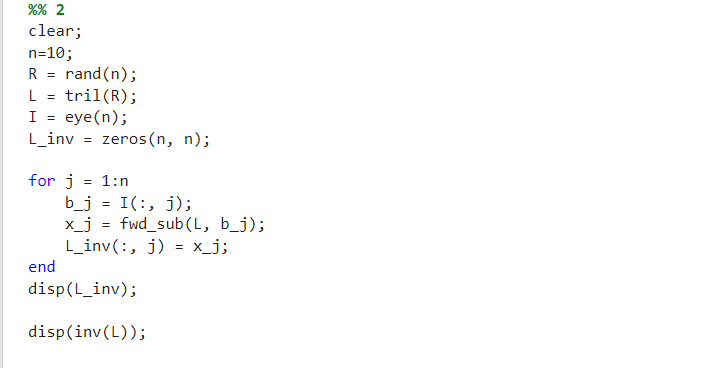 %% 2
clear;
n=10;
R = rand(n);
L = tril(R);
I = eye(n);
L_inv = zeros(n, n);
for j = 1:n
    b_j = I(:, j);
    x_j = fwd_sub(L, b_j);
    L_inv(:, j) = x_j;
end
disp(L_inv);
disp(inv(L));